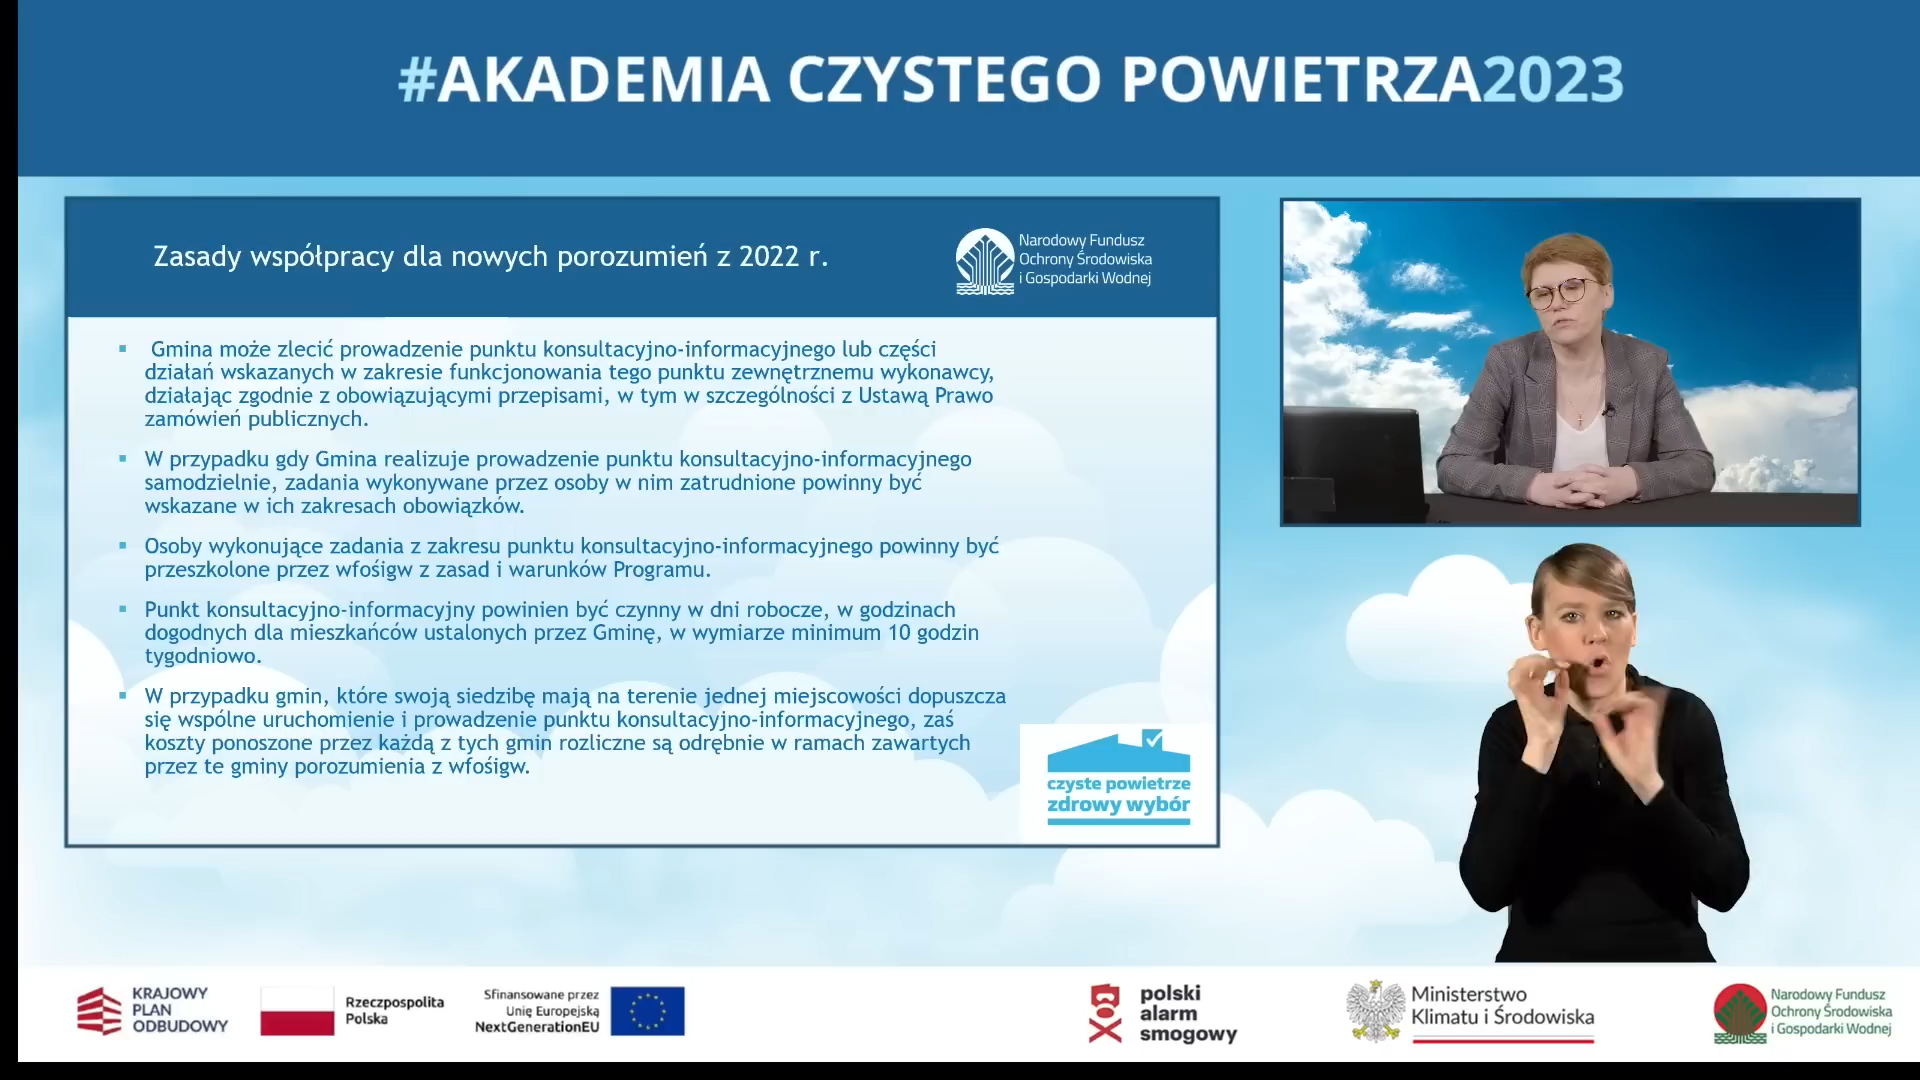 #AKADEMIA CZYSTEGO POWIETRZA2023
Zasady współpracy dla nowych porozumień z 2022 r.
Narodowy Fundusz
Ochrony Środowiska
i Gospodarki Wodnej
▪ Gmina może zlecić prowadzenie punktu konsultacyjno-informacyjnego lub części
działań wskazanych w zakresie funkcjonowania tego punktu zewnętrznemu wykonawcy,
działając zgodnie z obowiązującymi przepisami, w tym w szczególności z Ustawą Prawo
zamówień publicznych.
▪ W przypadku gdy Gmina realizuje prowadzenie punktu konsultacyjno-informacyjnego
samodzielnie, zadania wykonywane przez osoby w nim zatrudnione powinny być
wskazane w ich zakresach obowiązków.
▪ Osoby wykonujące zadania z zakresu punktu konsultacyjno-informacyjnego powinny być
przeszkolone przez wfośigw z zasad i warunków Programu.
▪ Punkt konsultacyjno-informacyjny powinien być czynny w dni robocze, w godzinach
dogodnych dla mieszkańców ustalonych przez Gminę, w wymiarze minimum 10 godzin
tygodniowo.
▪ W przypadku gmin, które swoją siedzibę mają na terenie jednej miejscowości dopuszcza
się wspólne uruchomienie i prowadzenie punktu konsultacyjno-informacyjnego, zaś
koszty ponoszone przez każdą z tych gmin rozliczne są odrębnie w ramach zawartych
przez te gminy porozumienia z wfośigw.
czyste powietrze
zdrowy wybór
KRAJOWY
PLAN
ODBUDOWY
Rzeczpospolita
Polska
Sfinansowane przez
Unię Europejską
NextGenerationEU
polski
alarm
smogowy
Ministerstwo
Klimatu i Środowiska
Narodowy Fundusz
Ochrony Środowiska
i Gospodarki Wodnej